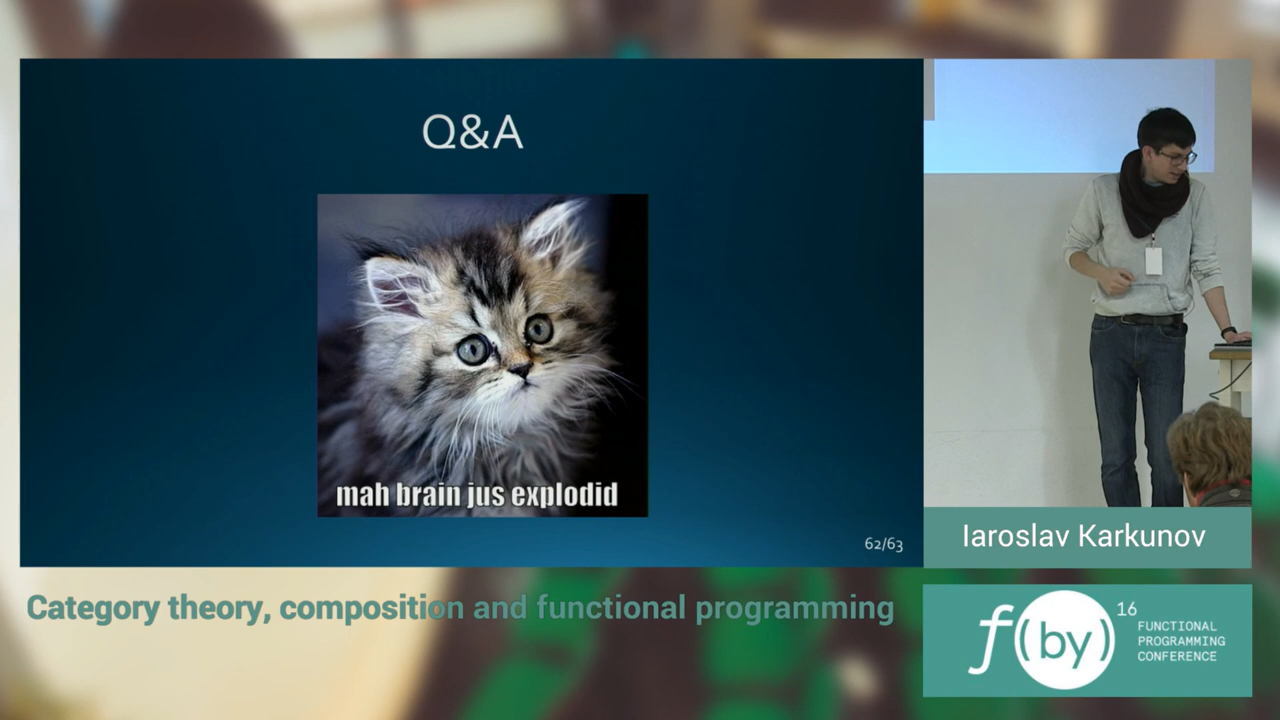 Q&A
mah brain jus explodid
62/63
Iaroslav Karkunov
Category theory, composition and functional programming
f(by) 16
FUNCTIONAL
PROGRAMMING
CONFERENCE